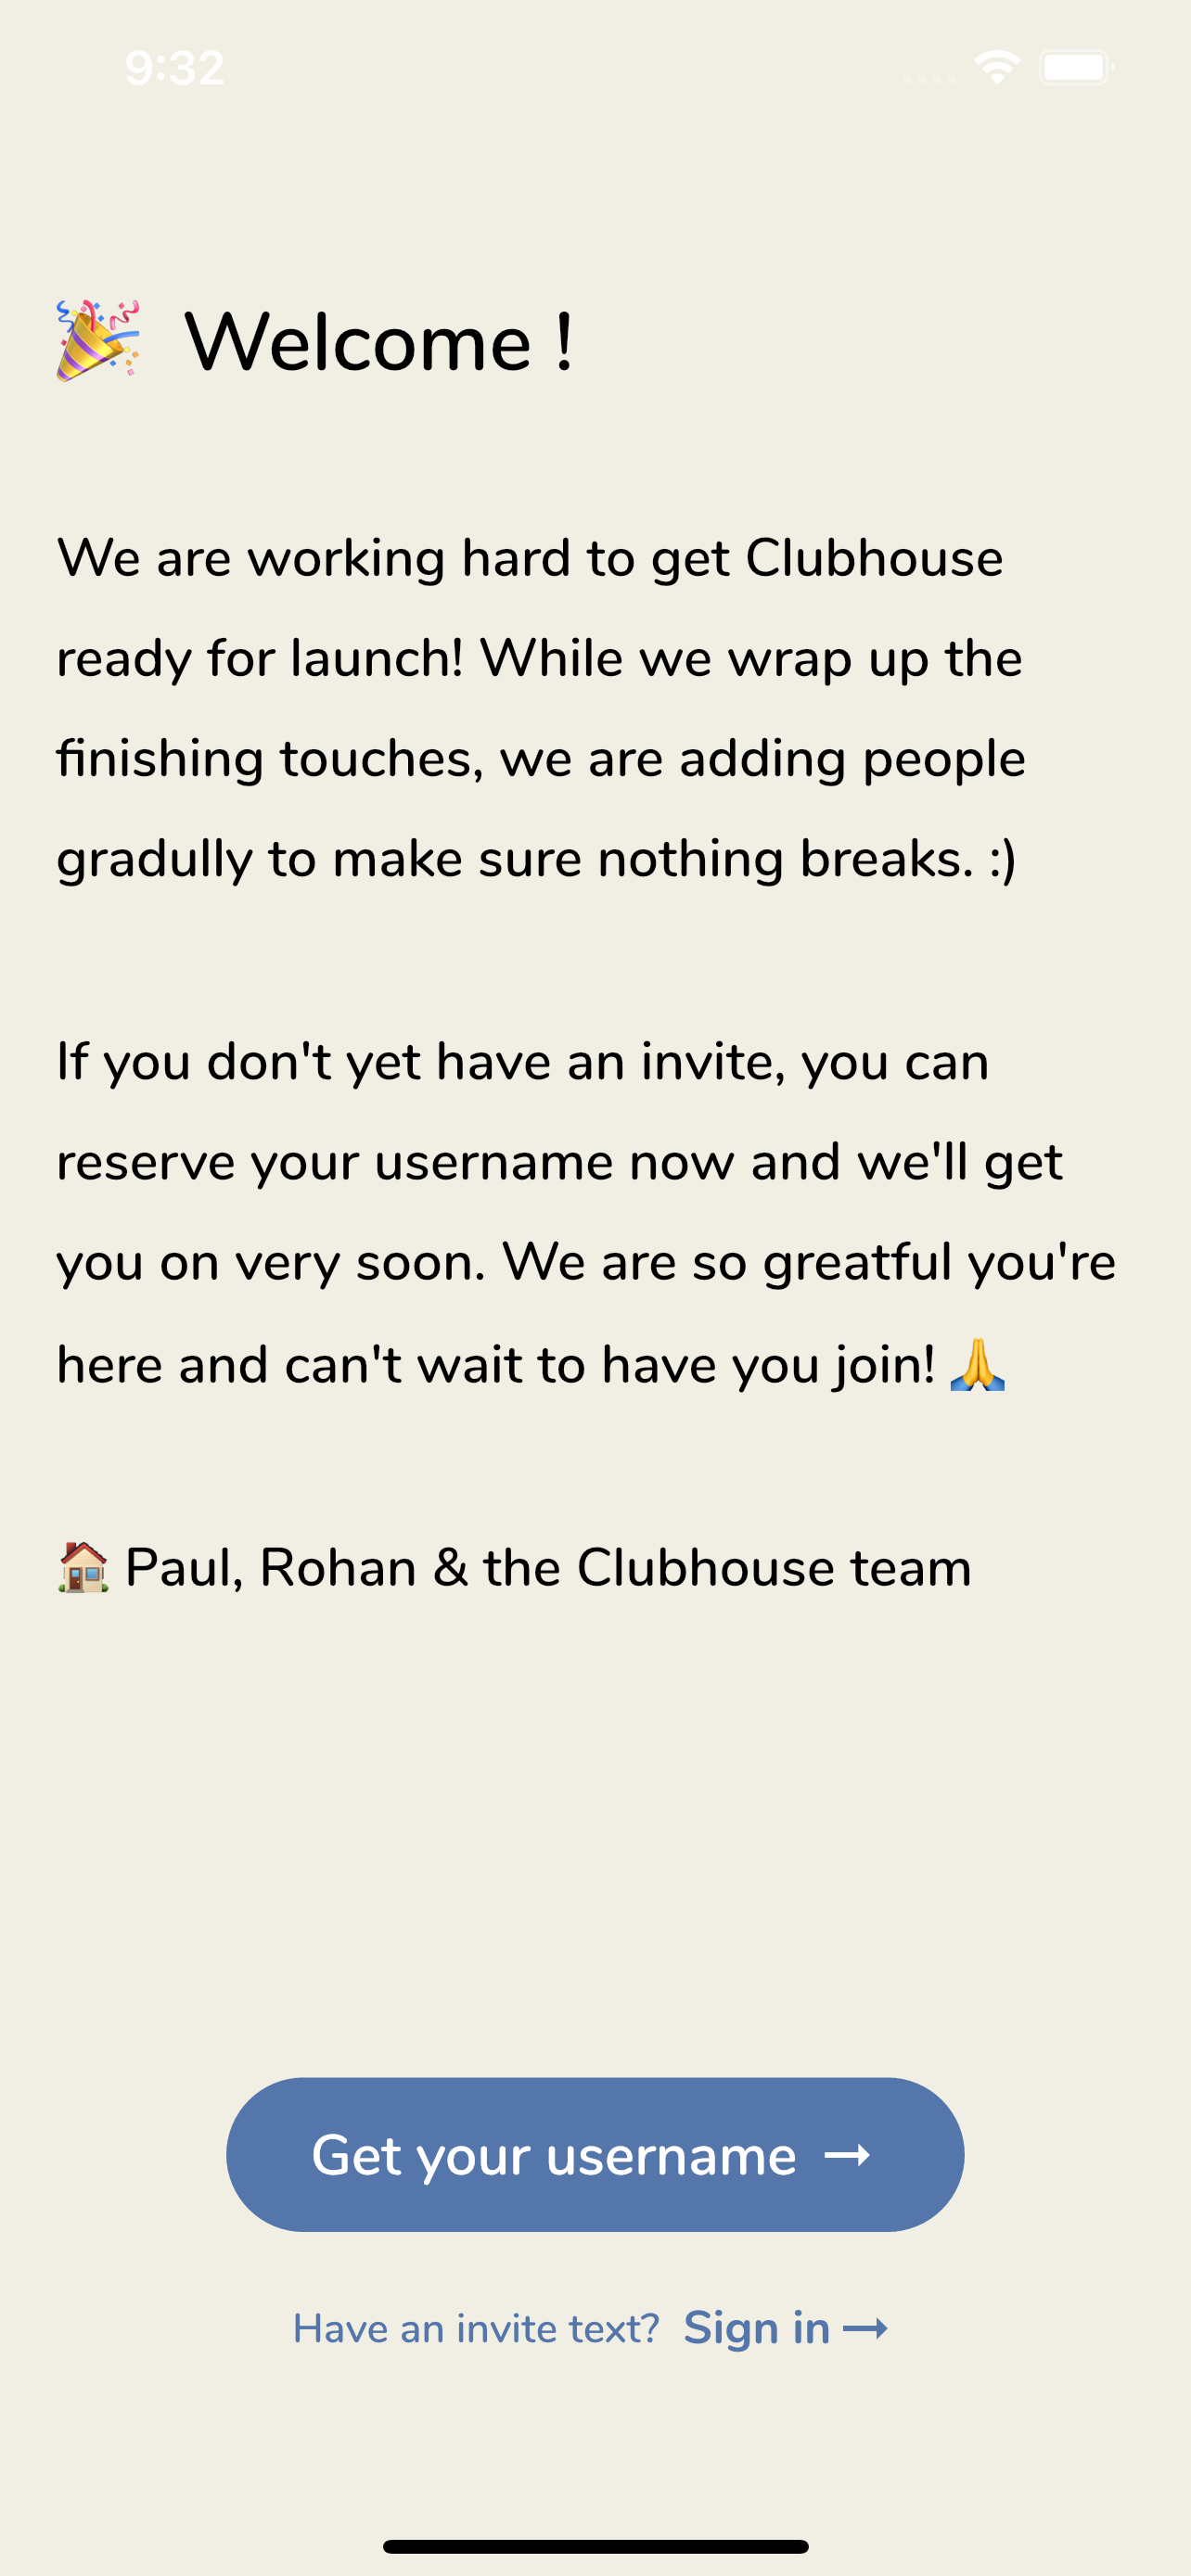 9:32
🎉 Welcome !
We are working hard to get Clubhouse
ready for launch! While we wrap up the
finishing touches, we are adding people
gradully to make sure nothing breaks. :)
If you don't yet have an invite, you can
reserve your username now and we'll get
you on very soon. We are so greatful you're
here and can't wait to have you join! 🙏
🏠 Paul, Rohan & the Clubhouse team
Get your username →
Have an invite text? Sign in →